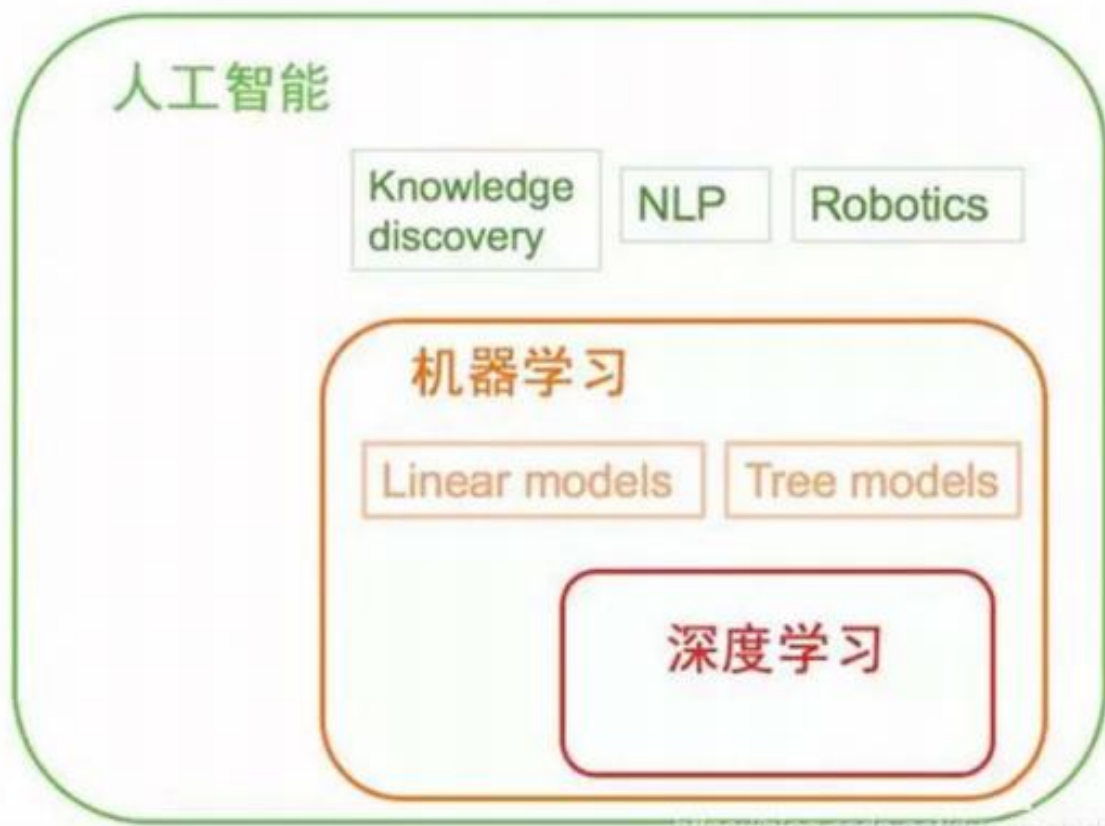 人工智能
Knowledge
discovery
NLP
Robotics
机器学习
Linear models
Tree models
深度学习